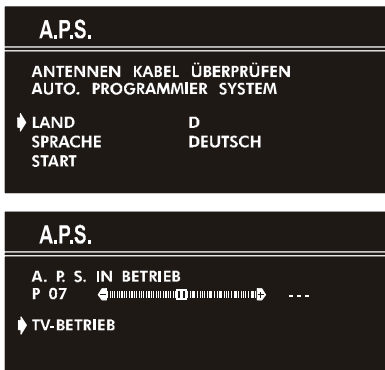 A.P.S.
ANTENNEN KABEL ÜBERPRÜFEN
AUTO. PROGRAMMIER SYSTEM
LAND D
SPRACHE DEUTSCH
START
A.P.S.
A. P. S. IN BETRIEB
P 07 - + ---
TV-BETRIEB